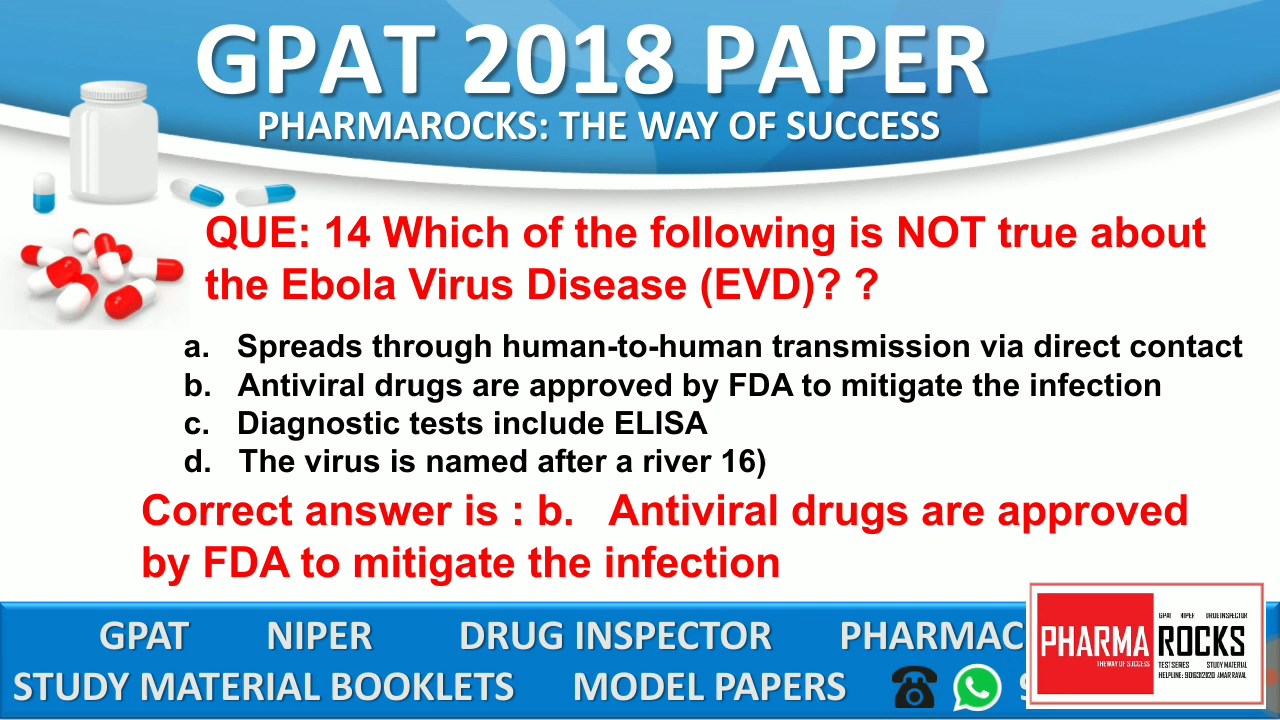 GPAT 2018 PAPER
PHARMAROCKS: THE WAY OF SUCCESS
QUE: 14 Which of the following is NOT true about
the Ebola Virus Disease (EVD)? ?
a. Spreads through human-to-human transmission via direct contact
b. Antiviral drugs are approved by FDA to mitigate the infection
c. Diagnostic tests include ELISA
d. The virus is named after a river 16)
Correct answer is : b. Antiviral drugs are approved
by FDA to mitigate the infection
GPAT NIPER DRUG INSPECTOR PHARMAC
STUDY MATERIAL BOOKLETS MODEL PAPERS 9
PHARMA ROCKS
THE WAY OF SUCCESS
GPAT NIPER DRUG INSPECTOR
TEST SERIES STUDY MATERIAL